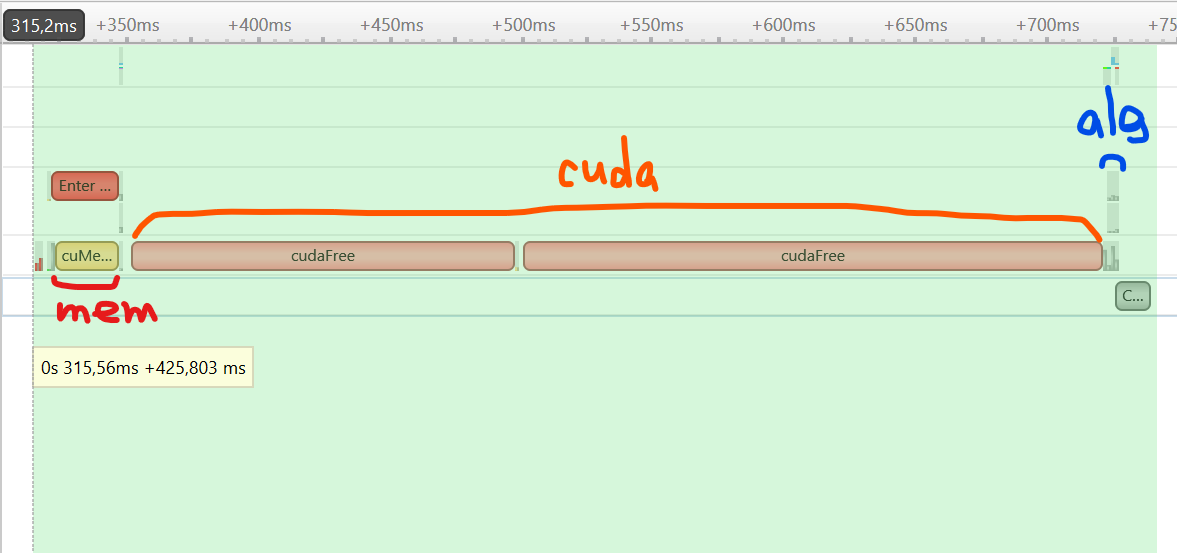 315,2ms +350ms +400ms +450ms +500ms +550ms +600ms +650ms +700ms +75
alg
cuda
Enter ...
cuMe... cudaFree cudaFree
C...
mem
0s 315,56ms +425,803 ms